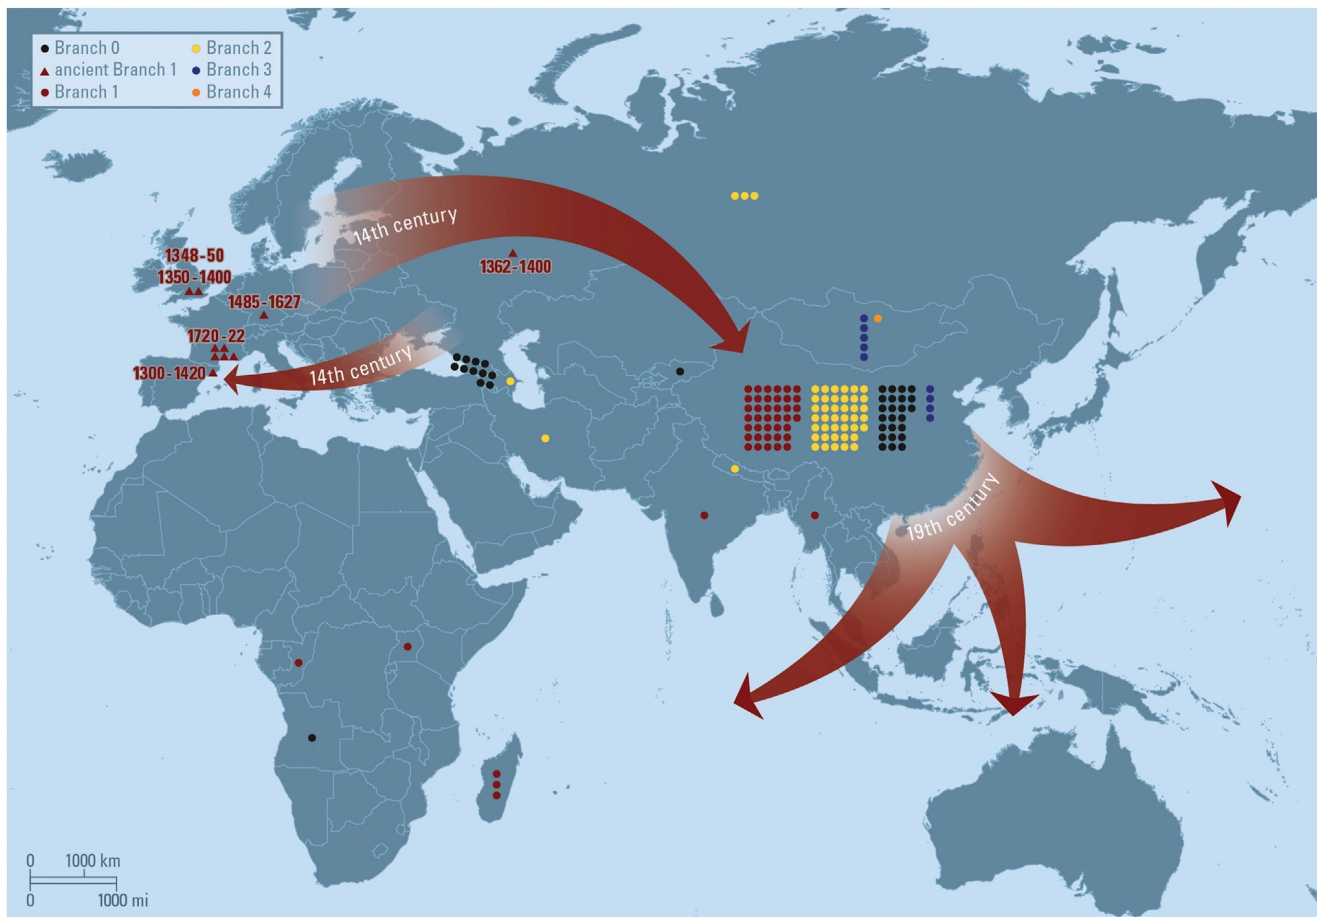 Branch 0
ancient Branch 1
Branch 1
Branch 2
Branch 3
Branch 4
14th century
1348-50
1350-1400
1362-1400
1485-1627
1720-22
1300-1420
14th century
19th century
0 1000 km
0 1000 mi